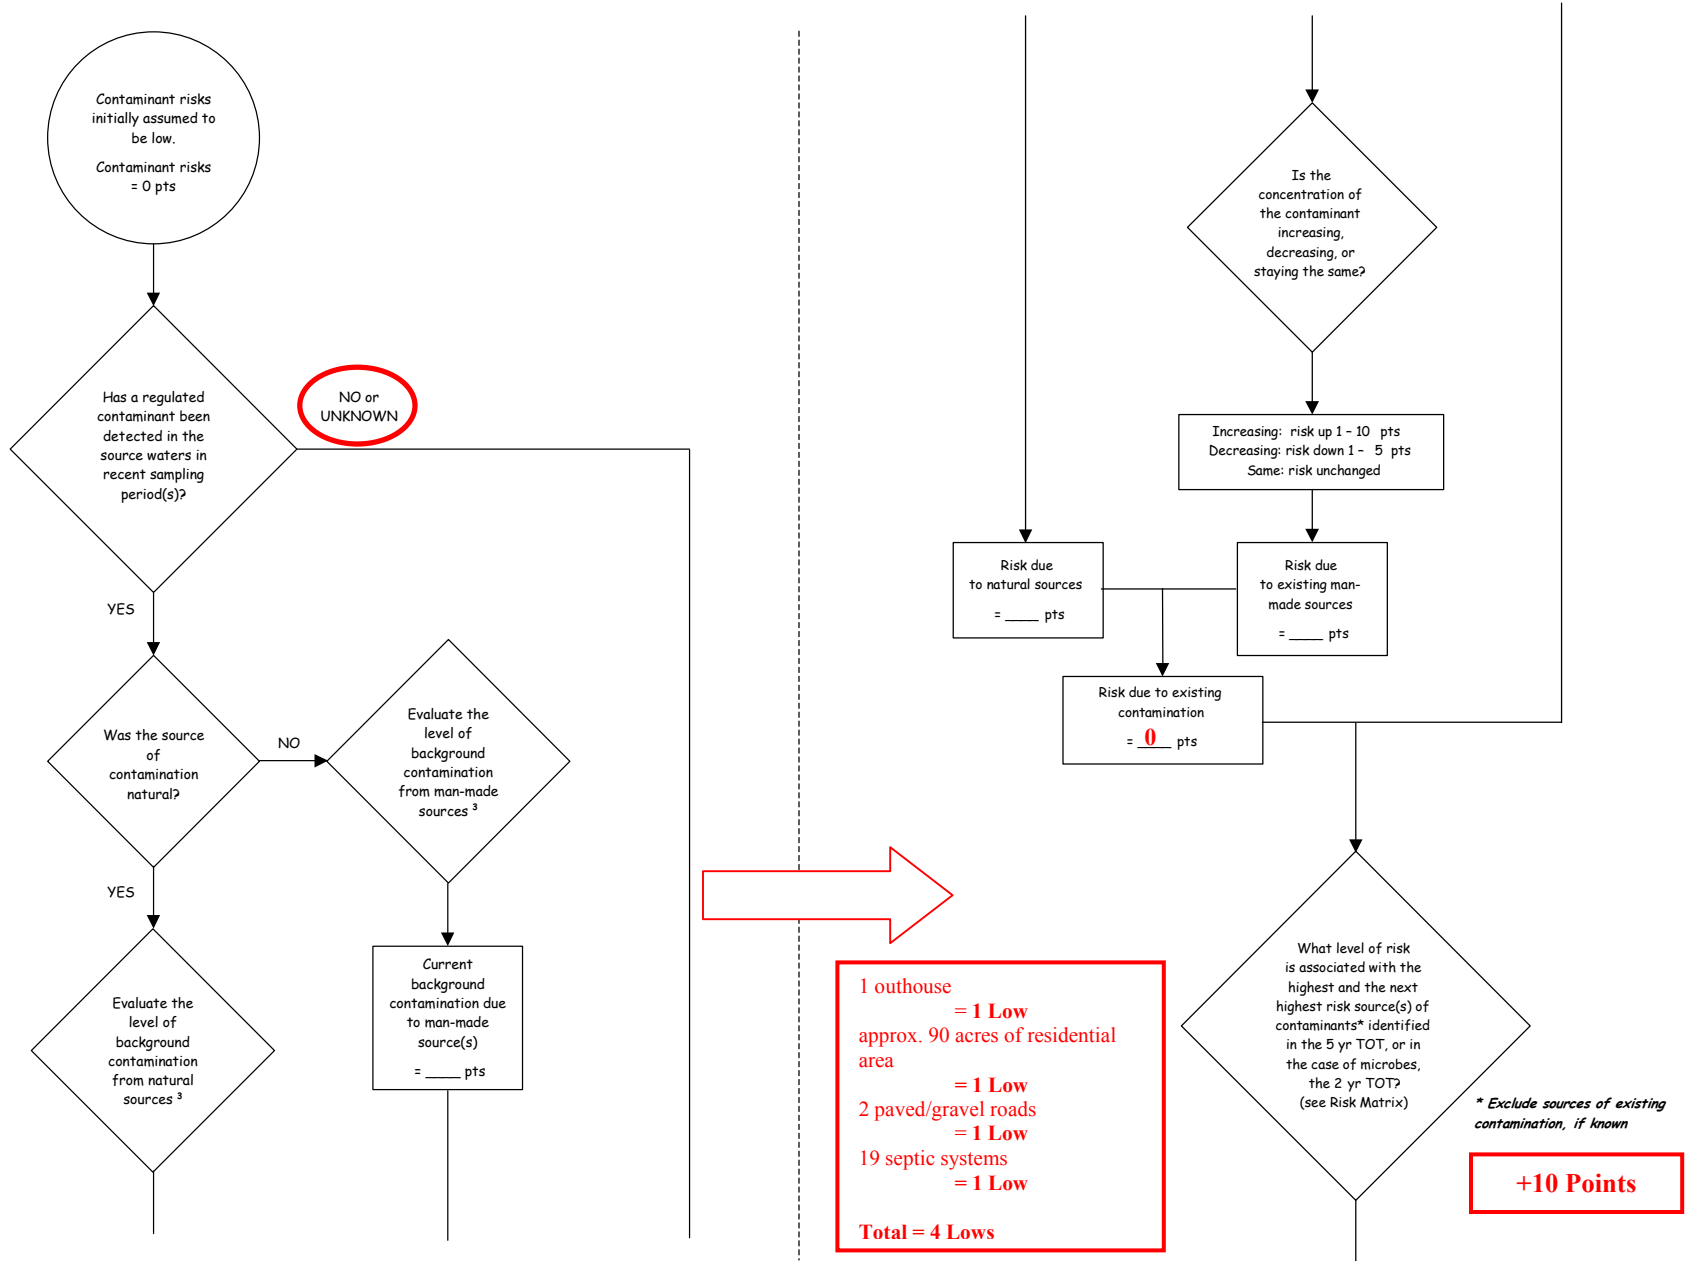 Contaminant risks
initially assumed to
be low.
Contaminant risks
= 0 pts
Has a regulated
contaminant been
detected in the
source waters in
recent sampling
period(s)?
NO or
UNKNOWN
YES
Was the source
of
contamination
natural?
NO
Evaluate the
level of
background
contamination
from man-made
sources ³
YES
Evaluate the
level of
background
contamination
from natural
sources ³
Current
background
contamination due
to man-made
source(s)
= ____ pts
Is the
concentration of
the contaminant
increasing,
decreasing, or
staying the same?
Increasing: risk up 1 – 10 pts
Decreasing: risk down 1 – 5 pts
Same: risk unchanged
Risk due
to natural sources
= ____ pts
Risk due
to existing man-
made sources
= ____ pts
Risk due to existing
contamination
= 0 pts
1 outhouse
= 1 Low
approx. 90 acres of residential
area
= 1 Low
2 paved/gravel roads
= 1 Low
19 septic systems
= 1 Low
Total = 4 Lows
What level of risk
is associated with the
highest and the next
highest risk source(s) of
contaminants* identified
in the 5 yr TOT, or in
the case of microbes,
the 2 yr TOT?
(see Risk Matrix)
* Exclude sources of existing
contamination, if known
+10 Points